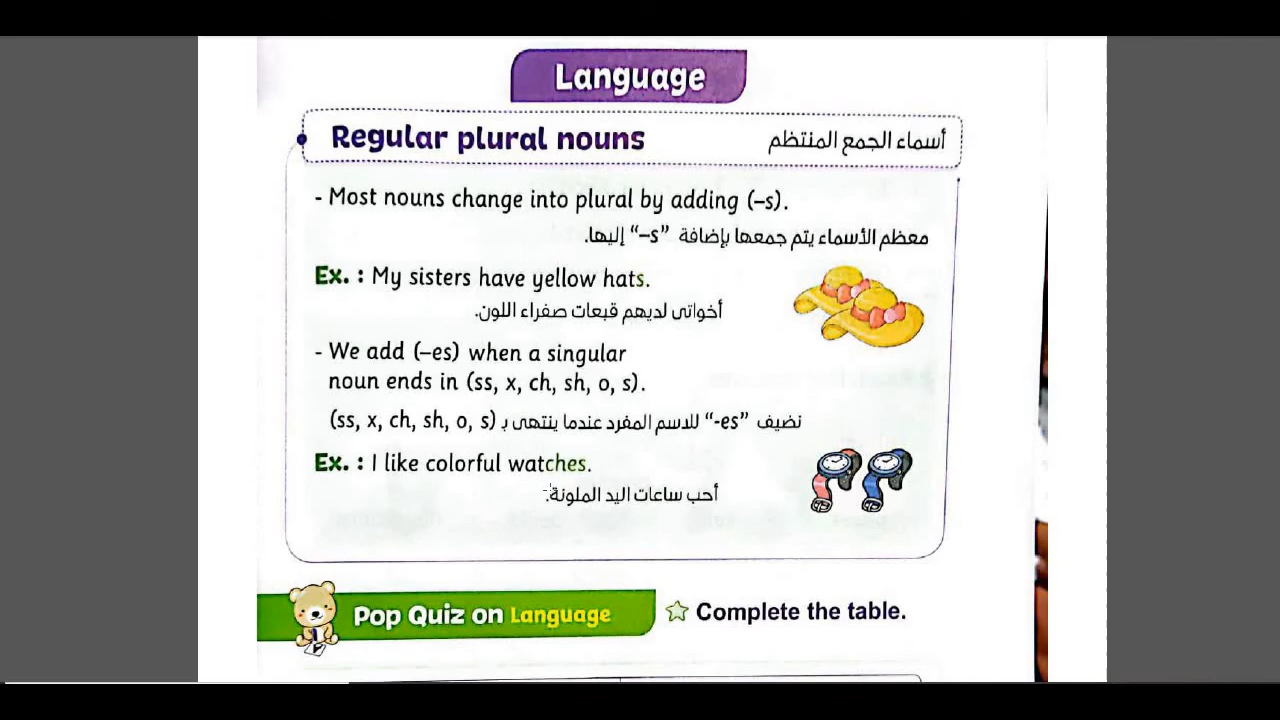 Language
Regular plural nouns أسماء الجمع المنتظم
- Most nouns change into plural by adding (–s).
معظم الأسماء يتم جمعها بإضافة “s–” إليها.
Ex. : My sisters have yellow hats.
أخواتى لديهم قبعات صفراء اللون.
- We add (–es) when a singular
noun ends in (ss, x, ch, sh, o, s).
نضيف “-es” للاسم المفرد عندما ينتهى بـ (ss, x, ch, sh, o, s)
Ex. : I like colorful watches.
أحب ساعات اليد الملونة.
Pop Quiz on Language ☆ Complete the table.